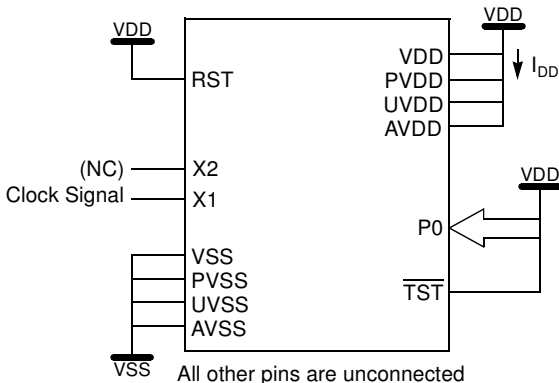 VDD
RST
(NC)
X2
Clock Signal
X1
VSS
PVSS
UVSS
AVSS
VSS
VDD
VDD
PVDD
UVDD
AVDD
IDD
VDD
P0
TST
All other pins are unconnected